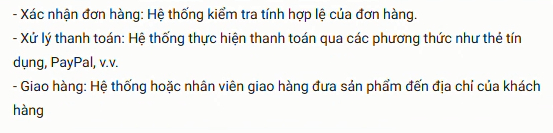 - Xác nhận đơn hàng: Hệ thống kiểm tra tính hợp lệ của đơn hàng.
- Xử lý thanh toán: Hệ thống thực hiện thanh toán qua các phương thức như thẻ tín
dụng, PayPal, v.v.
- Giao hàng: Hệ thống hoặc nhân viên giao hàng đưa sản phẩm đến địa chỉ của khách
hàng